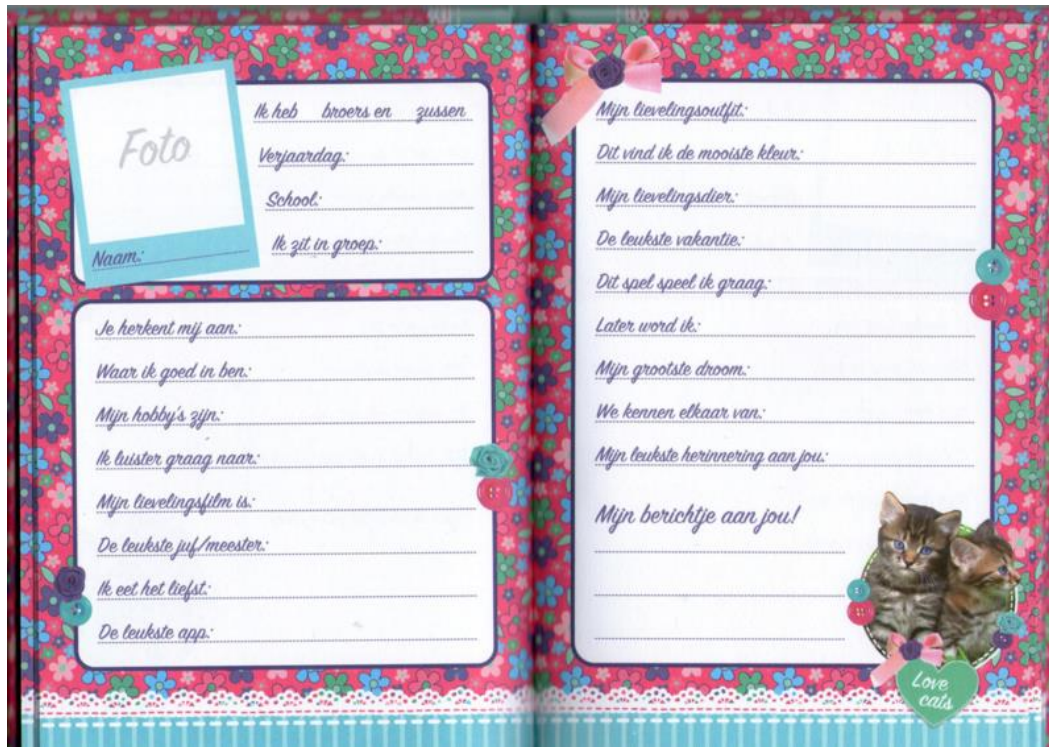 Foto
Naam:
Ik heb broers en zussen
Verjaardag:
School:
Ik zit in groep:
Je herkent mij aan:
Waar ik goed in ben:
Mijn hobby's zijn:
Ik luister graag naar:
Mijn lievelingsfilm is:
De leukste juf/meester:
Ik eet het liefst:
De leukste app:
Mijn lievelingsoutfit:
Dit vind ik de mooiste kleur:
Mijn lievelingsdier:
De leukste vakantie:
Dit spel speel ik graag:
Later word ik:
Mijn grootste droom:
We kennen elkaar van:
Mijn leukste herinnering aan jou:
Mijn berichtje aan jou!
Love
cats